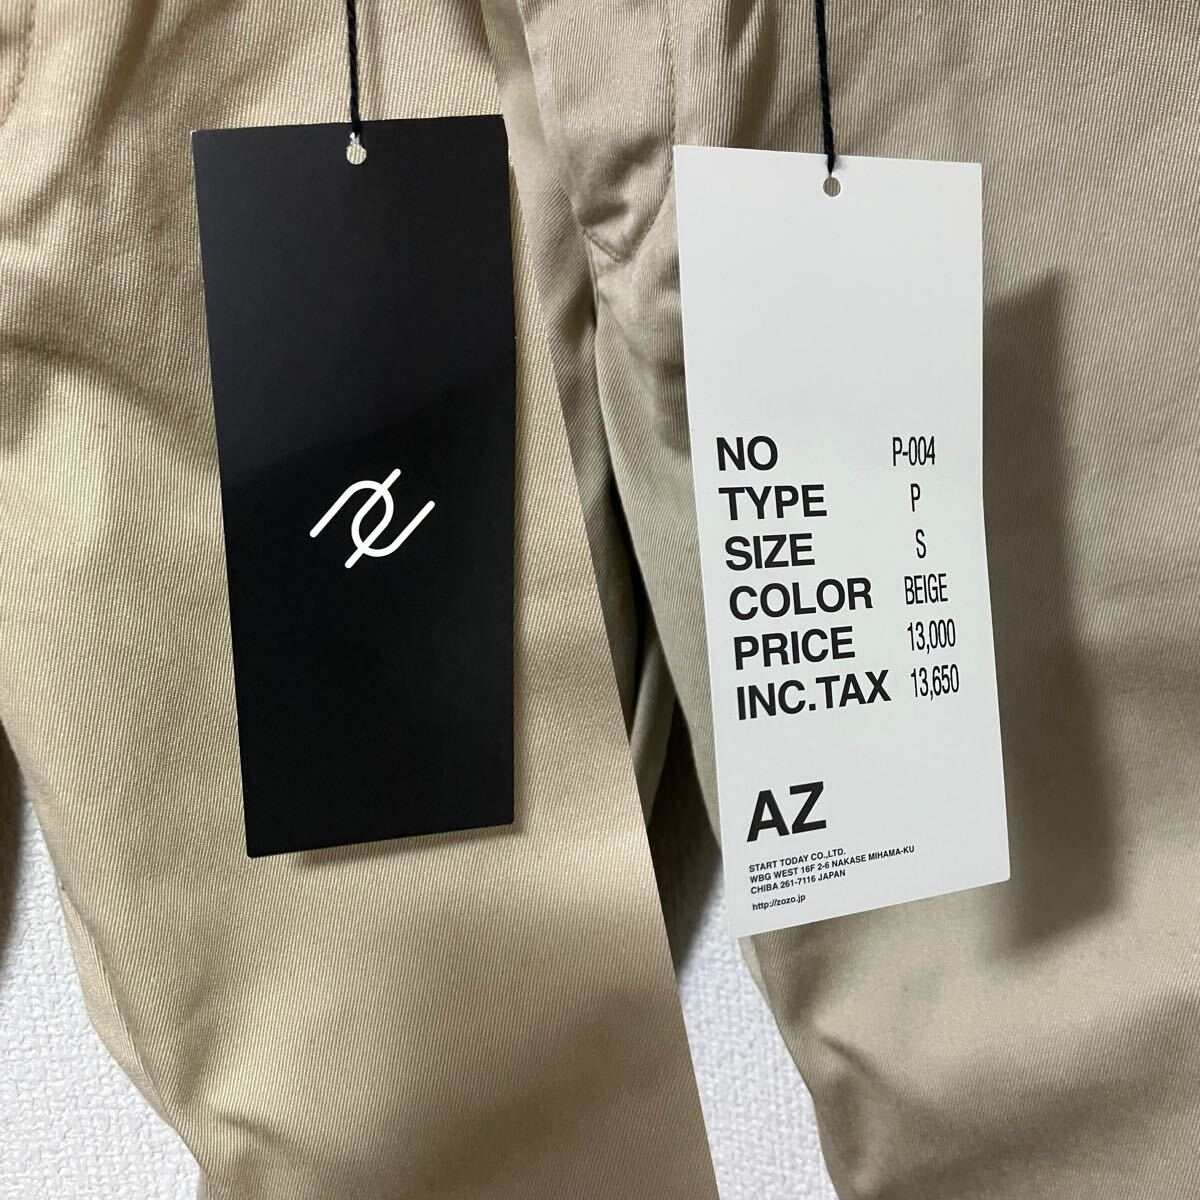 NO P-004
TYPE P
SIZE S
COLOR BEIGE
PRICE 13,000
INC.TAX 13,650
AZ
START TODAY CO.,LTD.
WBG WEST 16F 2-6 NAKASE MIHAMA-KU
CHIBA 261-7116 JAPAN
http://zozo.jp